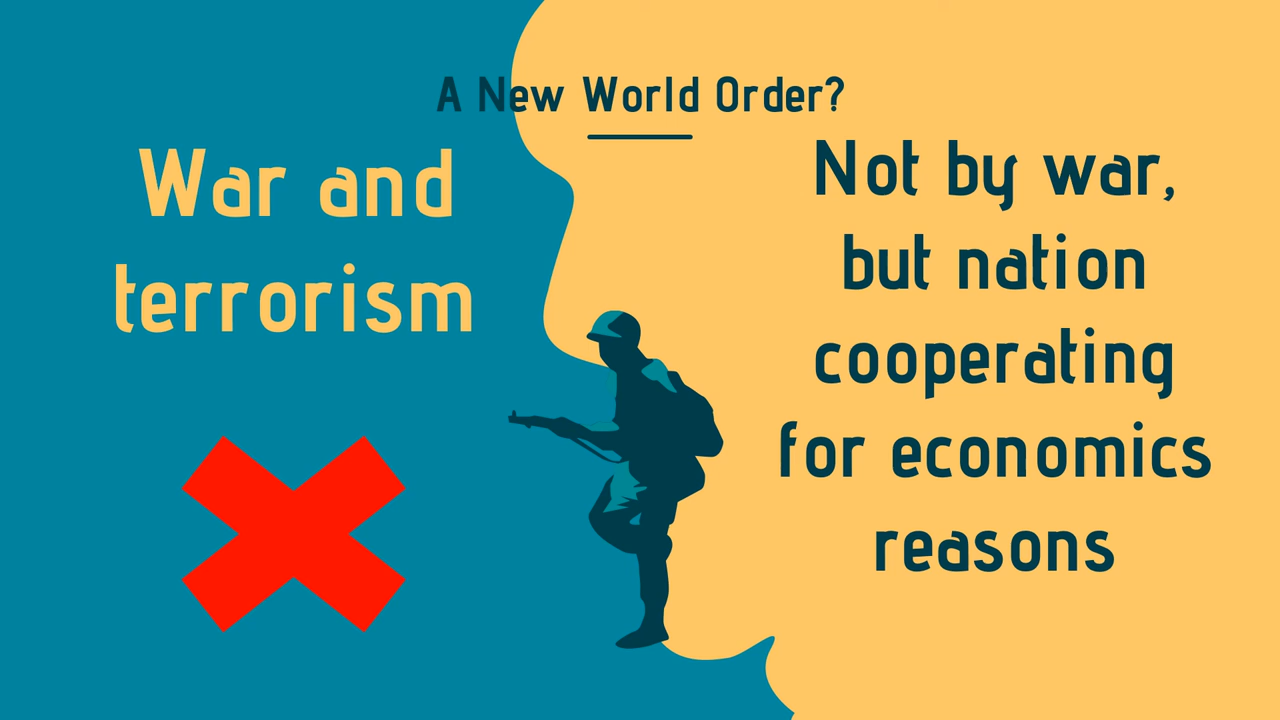 A New World Order?
War and
terrorism
Not by war,
but nation
cooperating
for economics
reasons